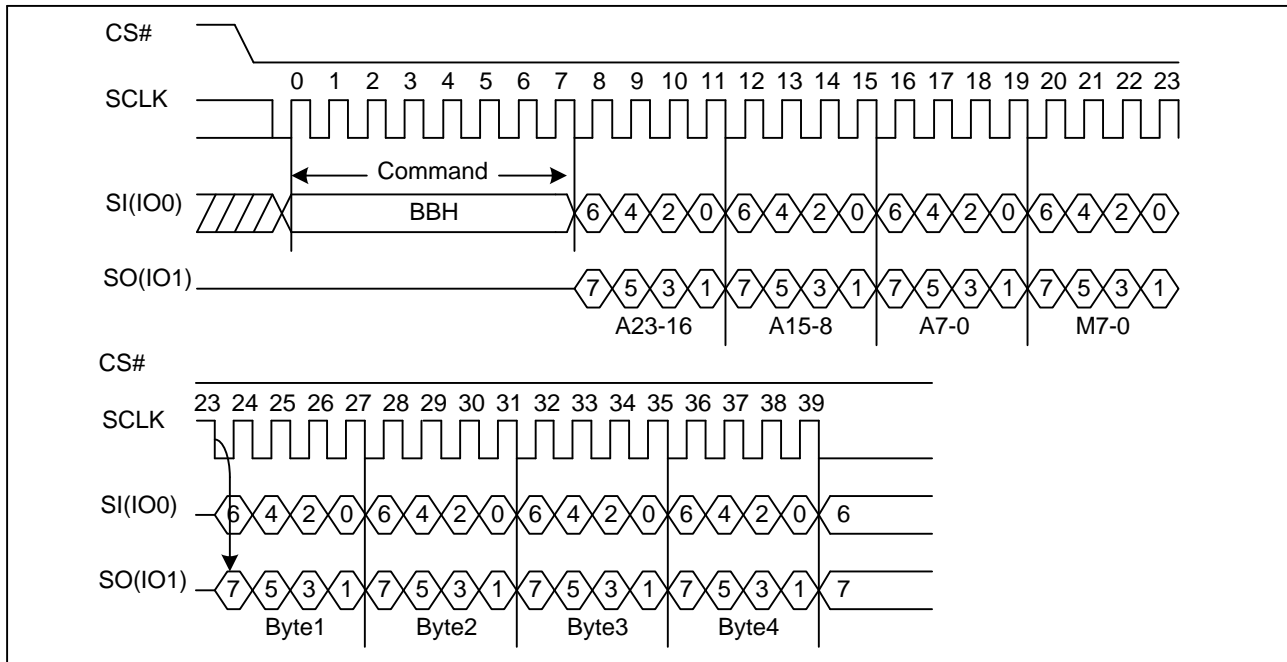 CS#
0 1 2 3 4 5 6 7 8 9 10 11 12 13 14 15 16 17 18 19 20 21 22 23
SCLK
Command
SI(IO0)
BBH
6 4 2 0 6 4 2 0 6 4 2 0 6 4 2 0
SO(IO1)
7 5 3 1 7 5 3 1 7 5 3 1 7 5 3 1
A23-16 A15-8 A7-0 M7-0
CS#
23 24 25 26 27 28 29 30 31 32 33 34 35 36 37 38 39
SCLK
SI(IO0)
6 4 2 0 6 4 2 0 6 4 2 0 6 4 2 0 6
SO(IO1)
7 5 3 1 7 5 3 1 7 5 3 1 7 5 3 1 7
Byte1 Byte2 Byte3 Byte4